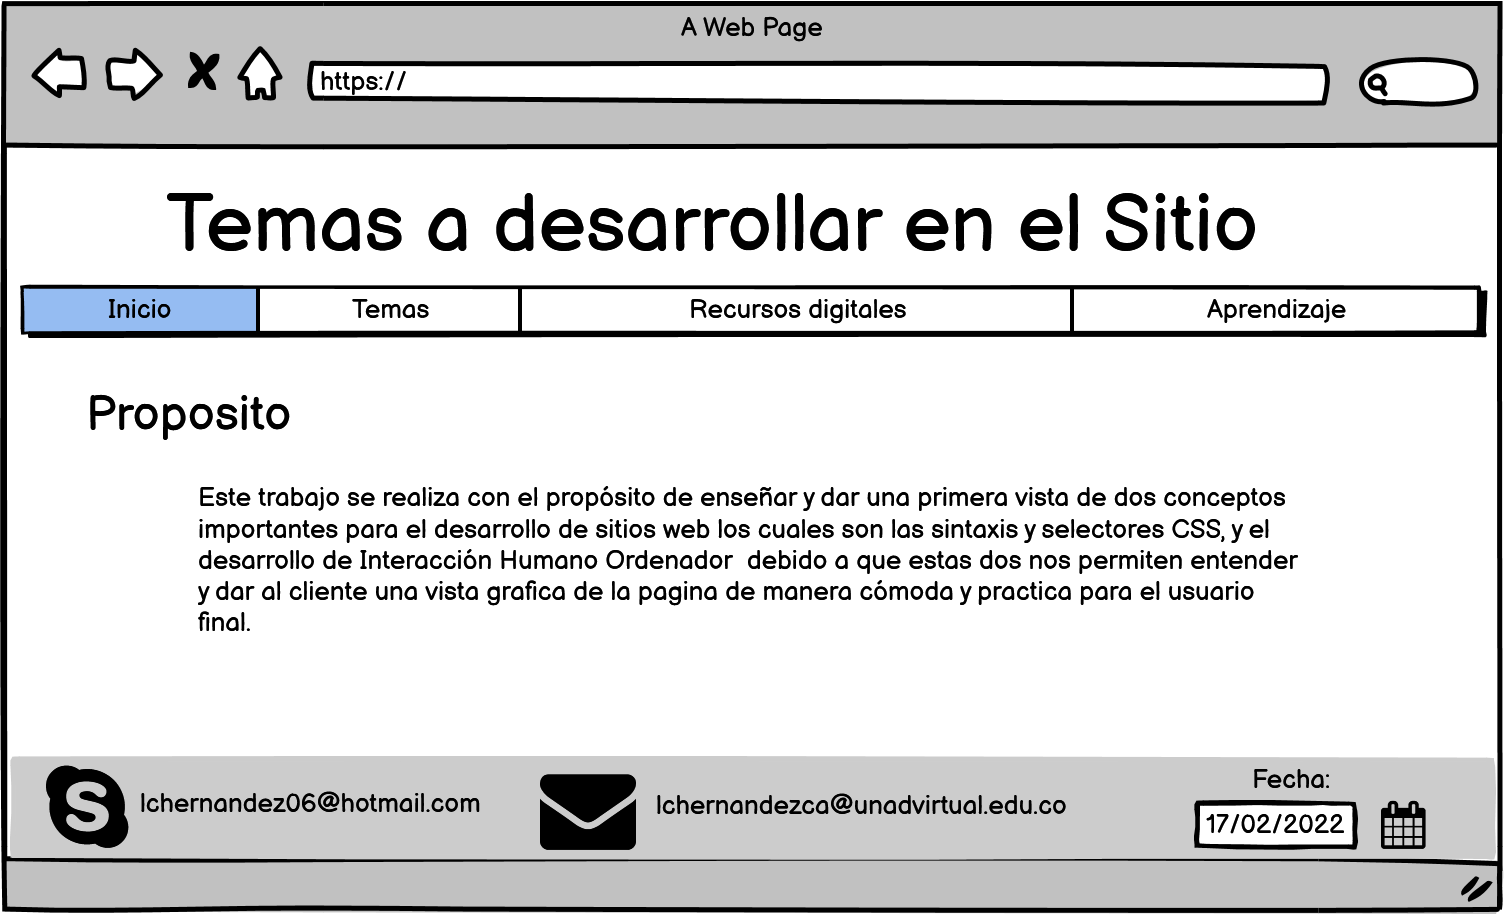 A Web Page
https://
Temas a desarrollar en el Sitio
Inicio Temas Recursos digitales Aprendizaje
Proposito
Este trabajo se realiza con el propósito de enseñar y dar una primera vista de dos conceptos
importantes para el desarrollo de sitios web los cuales son las sintaxis y selectores CSS, y el
desarrollo de Interacción Humano Ordenador  debido a que estas dos nos permiten entender
y dar al cliente una vista grafica de la pagina de manera cómoda y practica para el usuario
final.
Fecha:
S lchernandez06@hotmail.com lchernandezca@unadvirtual.edu.co 17/02/2022